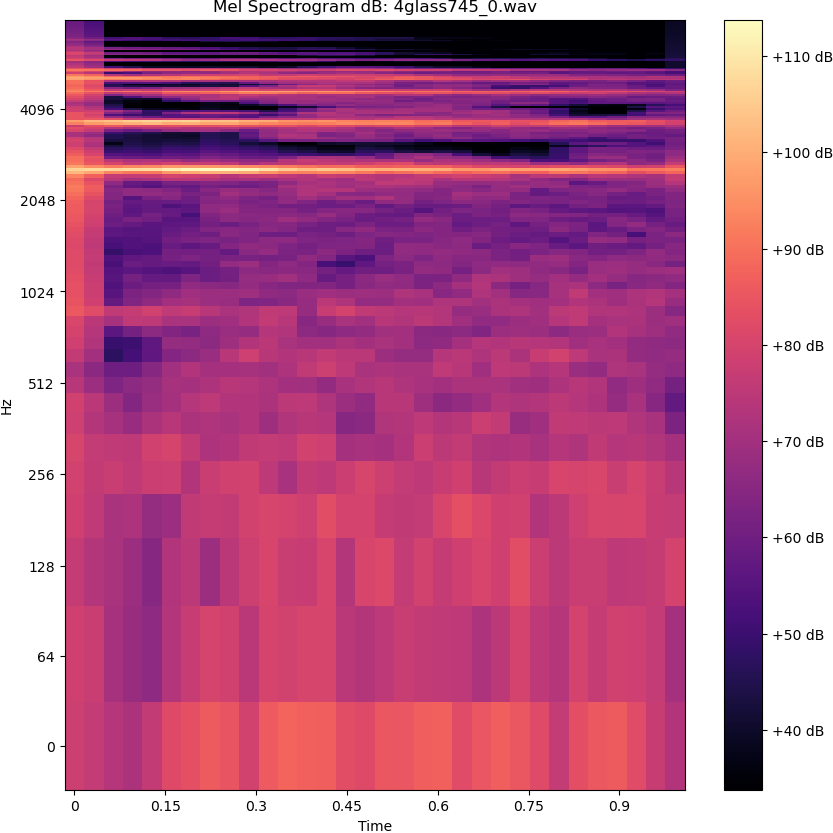 Mel Spectrogram dB: 4glass745_0.wav
+110 dB
4096
+100 dB
2048
+90 dB
1024
+80 dB
512
Hz
+70 dB
256
+60 dB
128
+50 dB
64
+40 dB
0
0 0.15 0.3 0.45 0.6 0.75 0.9
Time